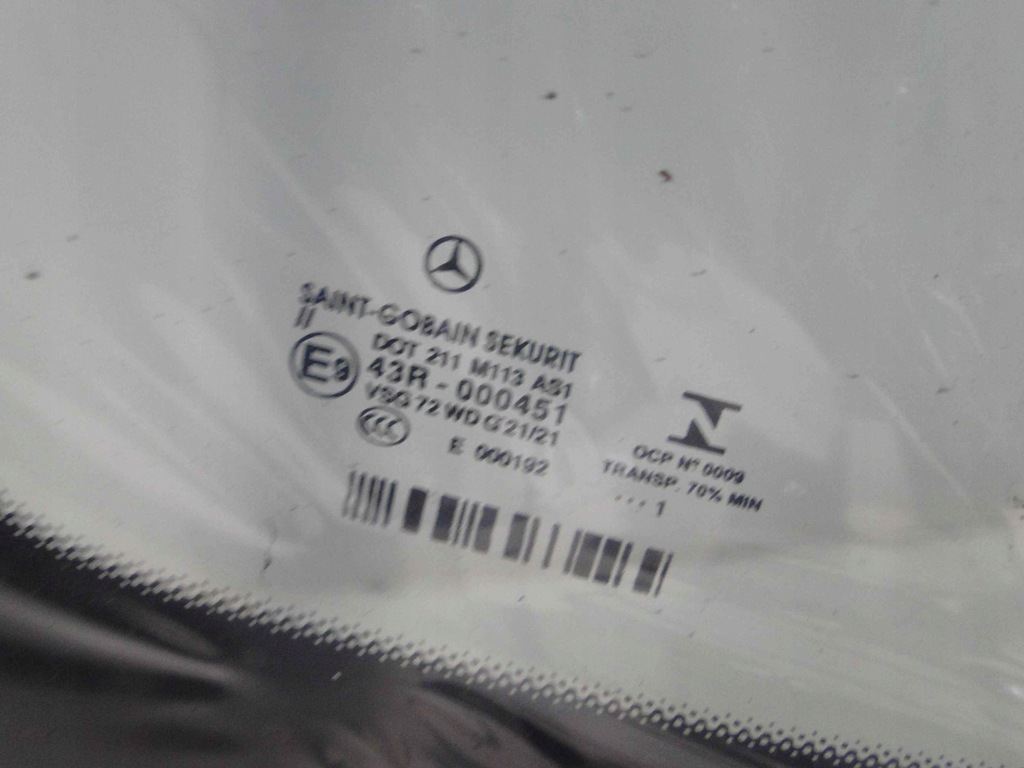 SAINT-GOBAIN SEKURIT
II
DOT 211 M113 AS1
E9 43R - 000451
VSG 72 WD G 21/21
CCC
E 000192
OCP Nº 0009
TRANSP. 70% MIN
... 1